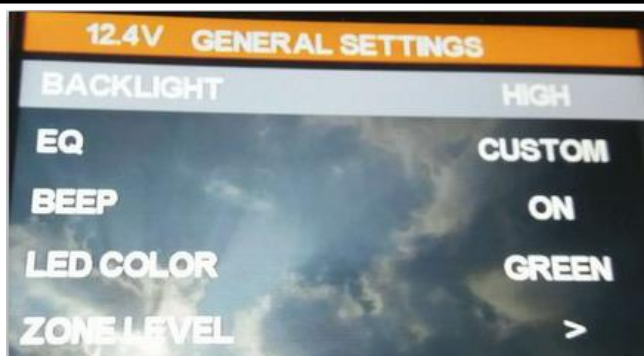 12.4V GENERAL SETTINGS
BACKLIGHT HIGH
EQ CUSTOM
BEEP ON
LED COLOR GREEN
ZONE LEVEL >